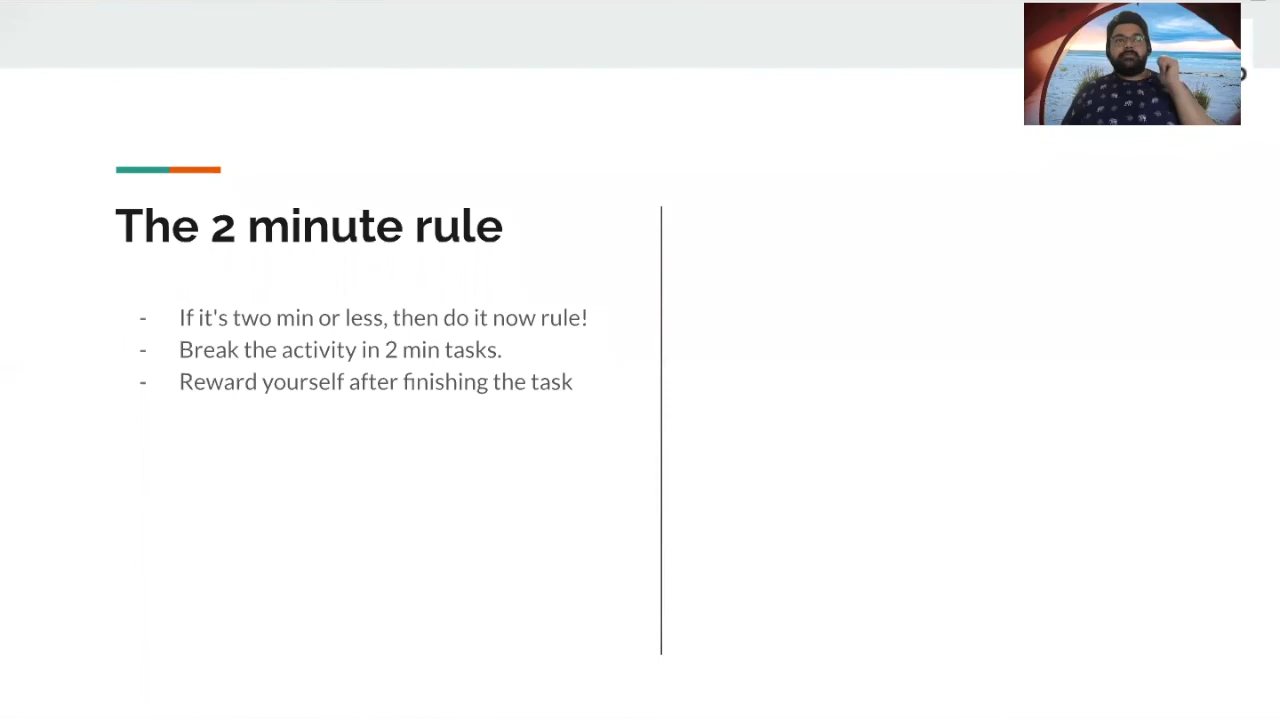 The 2 minute rule
- If it's two min or less, then do it now rule!
- Break the activity in 2 min tasks.
- Reward yourself after finishing the task